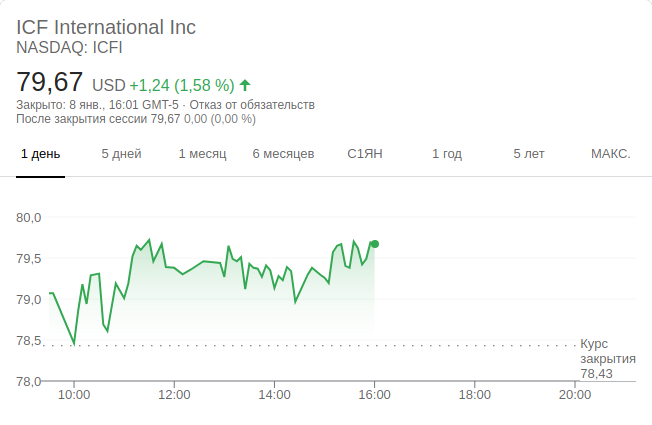 ICF International Inc
NASDAQ: ICFI
79,67 USD +1,24 (1,58 %)
Закрыто: 8 янв., 16:01 GMT-5 · Отказ от обязательств
После закрытия сессии 79,67 0,00 (0,00 %)
1 день 5 дней 1 месяц 6 месяцев С1ЯН 1 год 5 лет МАКС.
80,0
79,5
79,0
78,5
78,0
Курс
закрытия
78,43
10:00 12:00 14:00 16:00 18:00 20:00